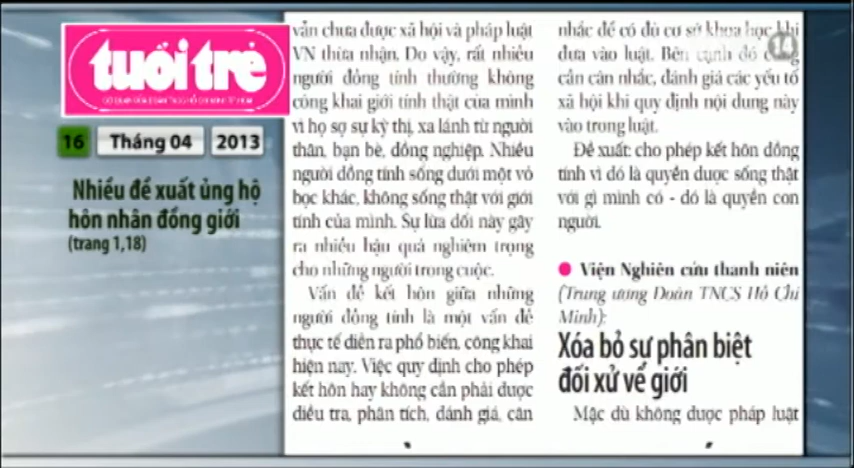 tuổi trẻ
16 Tháng 04 2013
Nhiều đề xuất ủng hộ
hôn nhân đồng giới
(trang 1,18)
vẫn chưa được xã hội và pháp luật
VN thừa nhận. Do vậy, rất nhiều
người đồng tính thường không
công khai giới tính thật của mình
vì họ sợ sự kỳ thị, xa lánh từ người
thân, bạn bè, đồng nghiệp. Nhiều
người đồng tính sống dưới một vỏ
bọc khác, không sống thật với giới
tính của mình. Sự lừa dối này gây
ra nhiều hậu quả nghiêm trọng
cho những người trong cuộc.
Vấn đề kết hôn giữa những
người đồng tính là một vấn đề
thực tế diễn ra phổ biến, công khai
hiện nay. Việc quy định cho phép
kết hôn hay không cần phải được
điều tra, phân tích, đánh giá, cân
nhắc để có đủ cơ sở khoa học khi
đưa vào luật. Bên cạnh đó cũng
cần cân nhắc, đánh giá các yếu tố
xã hội khi quy định nội dung này
vào trong luật.
Đề xuất: cho phép kết hôn đồng
tính vì đó là quyền được sống thật
với gì mình có - đó là quyền con
người.
● Viện Nghiên cứu thanh niên
(Trung ương Đoàn TNCS Hồ Chí
Minh):
Xóa bỏ sự phân biệt
đối xử về giới
Mặc dù không được pháp luật